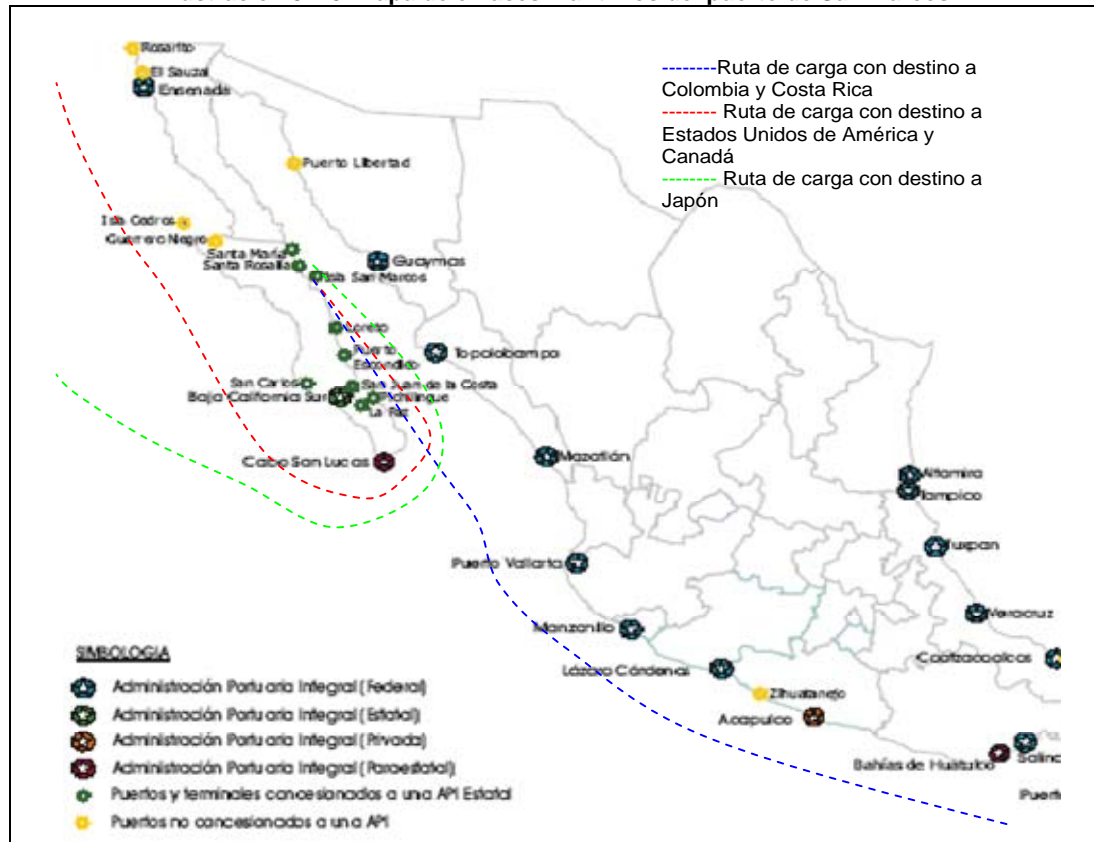 -------Ruta de carga con destino a
Colombia y Costa Rica
------- Ruta de carga con destino a
Estados Unidos de América y
Canadá
------- Ruta de carga con destino a
Japón
Rosarito
El Sauzal
Ensenada
Puerto Libertad
Isla Cedros
Guerrero Negro
Santa María
Santa Rosalía
Isla San Marcos
Guaymas
Loreto
Puerto
Escondido
Topolobampo
San Carlos
San Juan de la Costa
Baja California Sur
Pichilingue
La Paz
Cabo San Lucas
Mazatlán
Altamira
Tampico
Tuxpan
Puerto Vallarta
Veracruz
Manzanillo
Coatzacoalcos
Lázaro Cárdenas
Zihuatanejo
Acapulco
Bahías de Huatulco
Salina
Puert
SIMBOLOGIA
Administración Portuaria Integral (Federal)
Administración Portuaria Integral (Estatal)
Administración Portuaria Integral (Privada)
Administración Portuaria Integral (Paraestatal)
Puertos y terminales concesionados a una API Estatal
Puertos no concesionados a una API